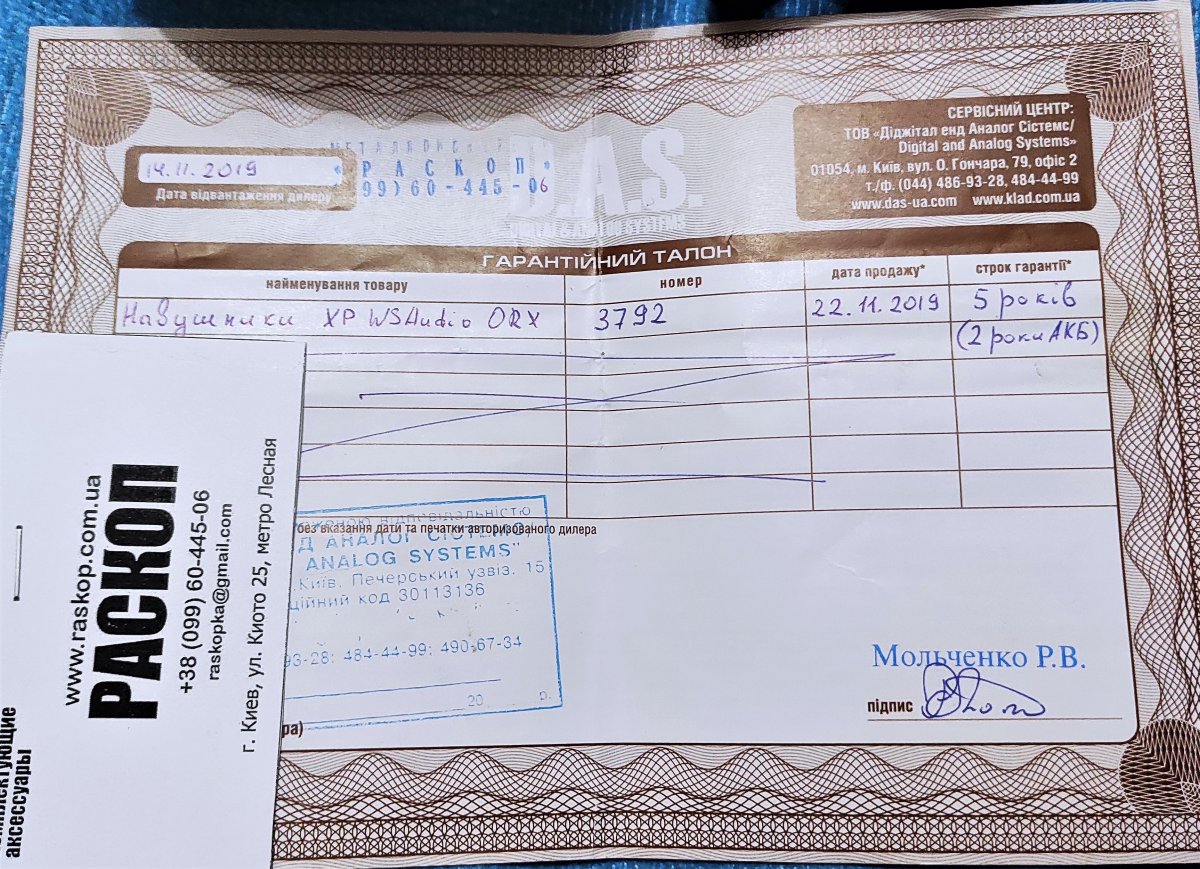 СЕРВІСНИЙ ЦЕНТР:
ТОВ «Діджітал енд Аналог Сістемс/
Digital and Analog Systems»
01054, м. Київ, вул. О. Гончара, 79, офіс 2
т./ф. (044) 486-93-28, 484-44-99
www.das-ua.com www.klad.com.ua
14.11.2019
Дата відвантаження дилеру
"РАСКОП"
99) 60-445-06
D.A.S.
ГАРАНТІЙНИЙ ТАЛОН
найменування товару номер дата продажу* строк гарантії*
Навушники XP WSAudio ORX 3792 22.11.2019 5 років
(2 роки АКБ)
без вказання дати та печатки авторизованого дилера
відповідальністю
Д АНАЛОГ СІСТЕМС,
ANALOG SYSTEMS"
Київ, Печерський узвіз. 15
ційний код 30113136
93-28: 484-44-99: 490-67-34
20 р.
ра)
Мольченко Р.В.
підпис
www.raskop.com.ua
РАСКОП
+38 (099) 60-445-06
raskopka@gmail.com
г. Киев, ул. Киото 25, метро Лесная
аксессуары